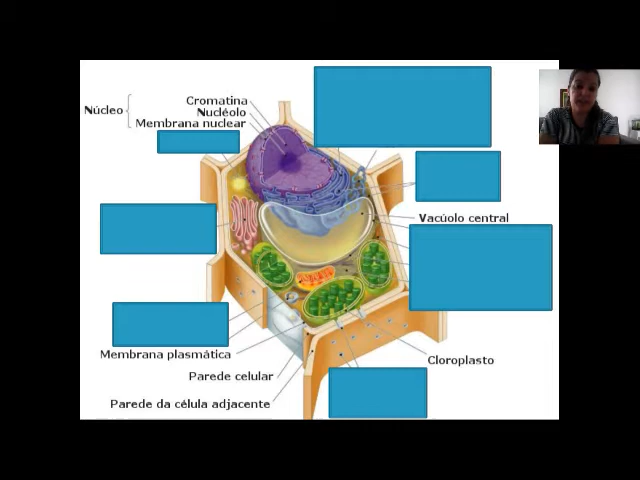 Cromatina
Núcleo
Nucléolo
Membrana nuclear
Vacúolo central
Membrana plasmática
Cloroplasto
Parede celular
Parede da célula adjacente